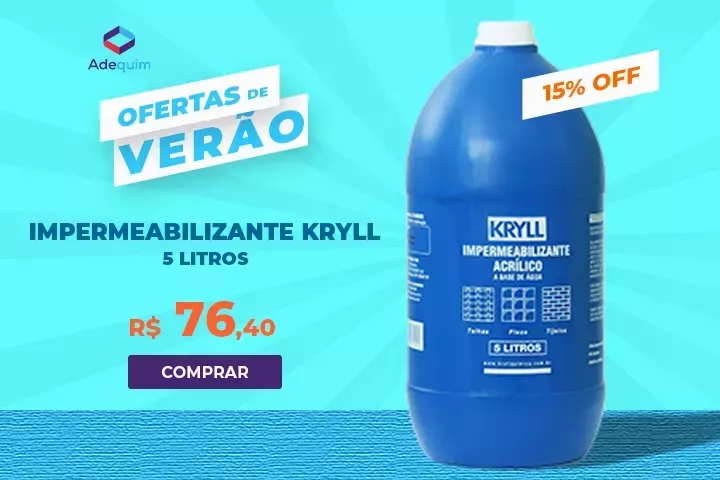 Adequim
OFERTAS DE
VERÃO
15% OFF
IMPERMEABILIZANTE KRYLL
5 LITROS
R$ 76,40
COMPRAR
KRYLL
IMPERMEABILIZANTE
ACRÍLICO
A BASE DE ÁGUA
Telhas Pisos Tijolos
5 LITROS